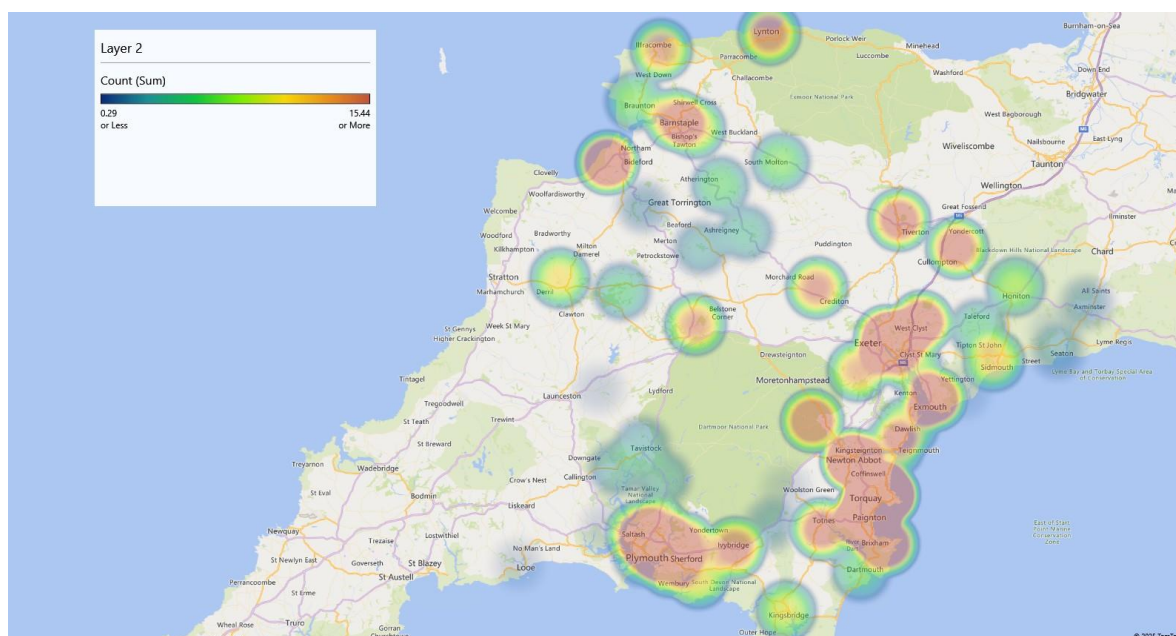 Layer 2
Count (Sum)
0.29
or Less
15.44
or More
Burnham-on-Sea
Lynton
Ilfracombe
Porlock Weir
Minehead
Parracombe
Luccombe
West Down
Challacombe
Washford
Down End
Bridgwater
Braunton
Shirwell Cross
Exmoor National Park
West Bagborough
Barnstaple
M5
Bishop's
Tawton
West Buckland
Nailsbourne
East Lyng
Northam
Wiveliscombe
Bideford
South Molton
Taunton
Clovelly
Atherington
Wellington
Woolfardisworthy
Great Torrington
Great Fossend
Ilminster
Welcombe
Beaford
M5
Woodford
Bradworthy
Ashreigney
Tiverton
Yondercott
Kilkhampton
Milton
Damerel
Merton
Puddington
Blackdown Hills National Landscape
Chard
Petrockstowe
Cullompton
Stratton
Morchard Road
Marhamchurch
Derril
Honiton
All Saints
Crediton
Axminster
Clawton
Belstone
Corner
Taleford
St Gennys
Week St Mary
West Clyst
Higher Crackington
Exeter
Lyme Regis
Tipton St John
Drewsteignton
Clyst St Mary
Street
Seaton
M5
Sidmouth
Lyme Bay and Torbay Special Area
of Conservation
Tintagel
Moretonhampstead
Yettington
Lydford
Kenton
Tregoodwell
Launceston
Exmouth
Trewint
St Teath
Dartmoor National Park
Dawlish
St Breward
Tavistock
Kingsteignton
Teignmouth
Treyarnon
Downgate
Newton Abbot
Wadebridge
Callington
Coffinswell
Crow's Nest
Tamar Valley
National
Landscape
Woolston Green
St Eval
Bodmin
Torquay
Liskeard
Paignton
Newquay
Lostwithiel
Saltash
Yondertown
Totnes
East of Start
Point Marine
Conservation
Zone
Trezaise
No Man's Land
Ivybridge
Brixham
St Newlyn East
Goverseth
St Blazey
Plymouth
Sherford
Looe
Dartmouth
Perrancoombe
St Austell
Wembury
South Devon National
Landscape
St Erme
Kingsbridge
Wheal Rose
Truro
Gorran
Outer Hope